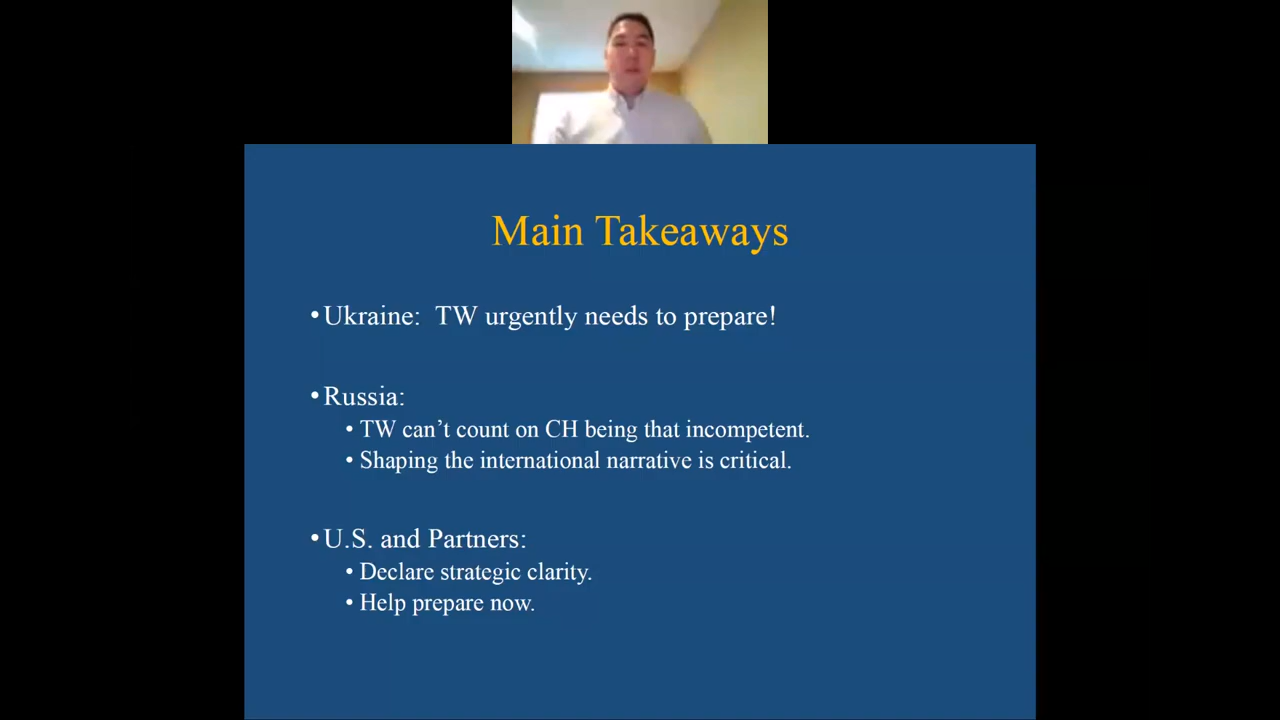 Main Takeaways
•Ukraine:  TW urgently needs to prepare!
•Russia:
• TW can’t count on CH being that incompetent.
• Shaping the international narrative is critical.
•U.S. and Partners:
• Declare strategic clarity.
• Help prepare now.